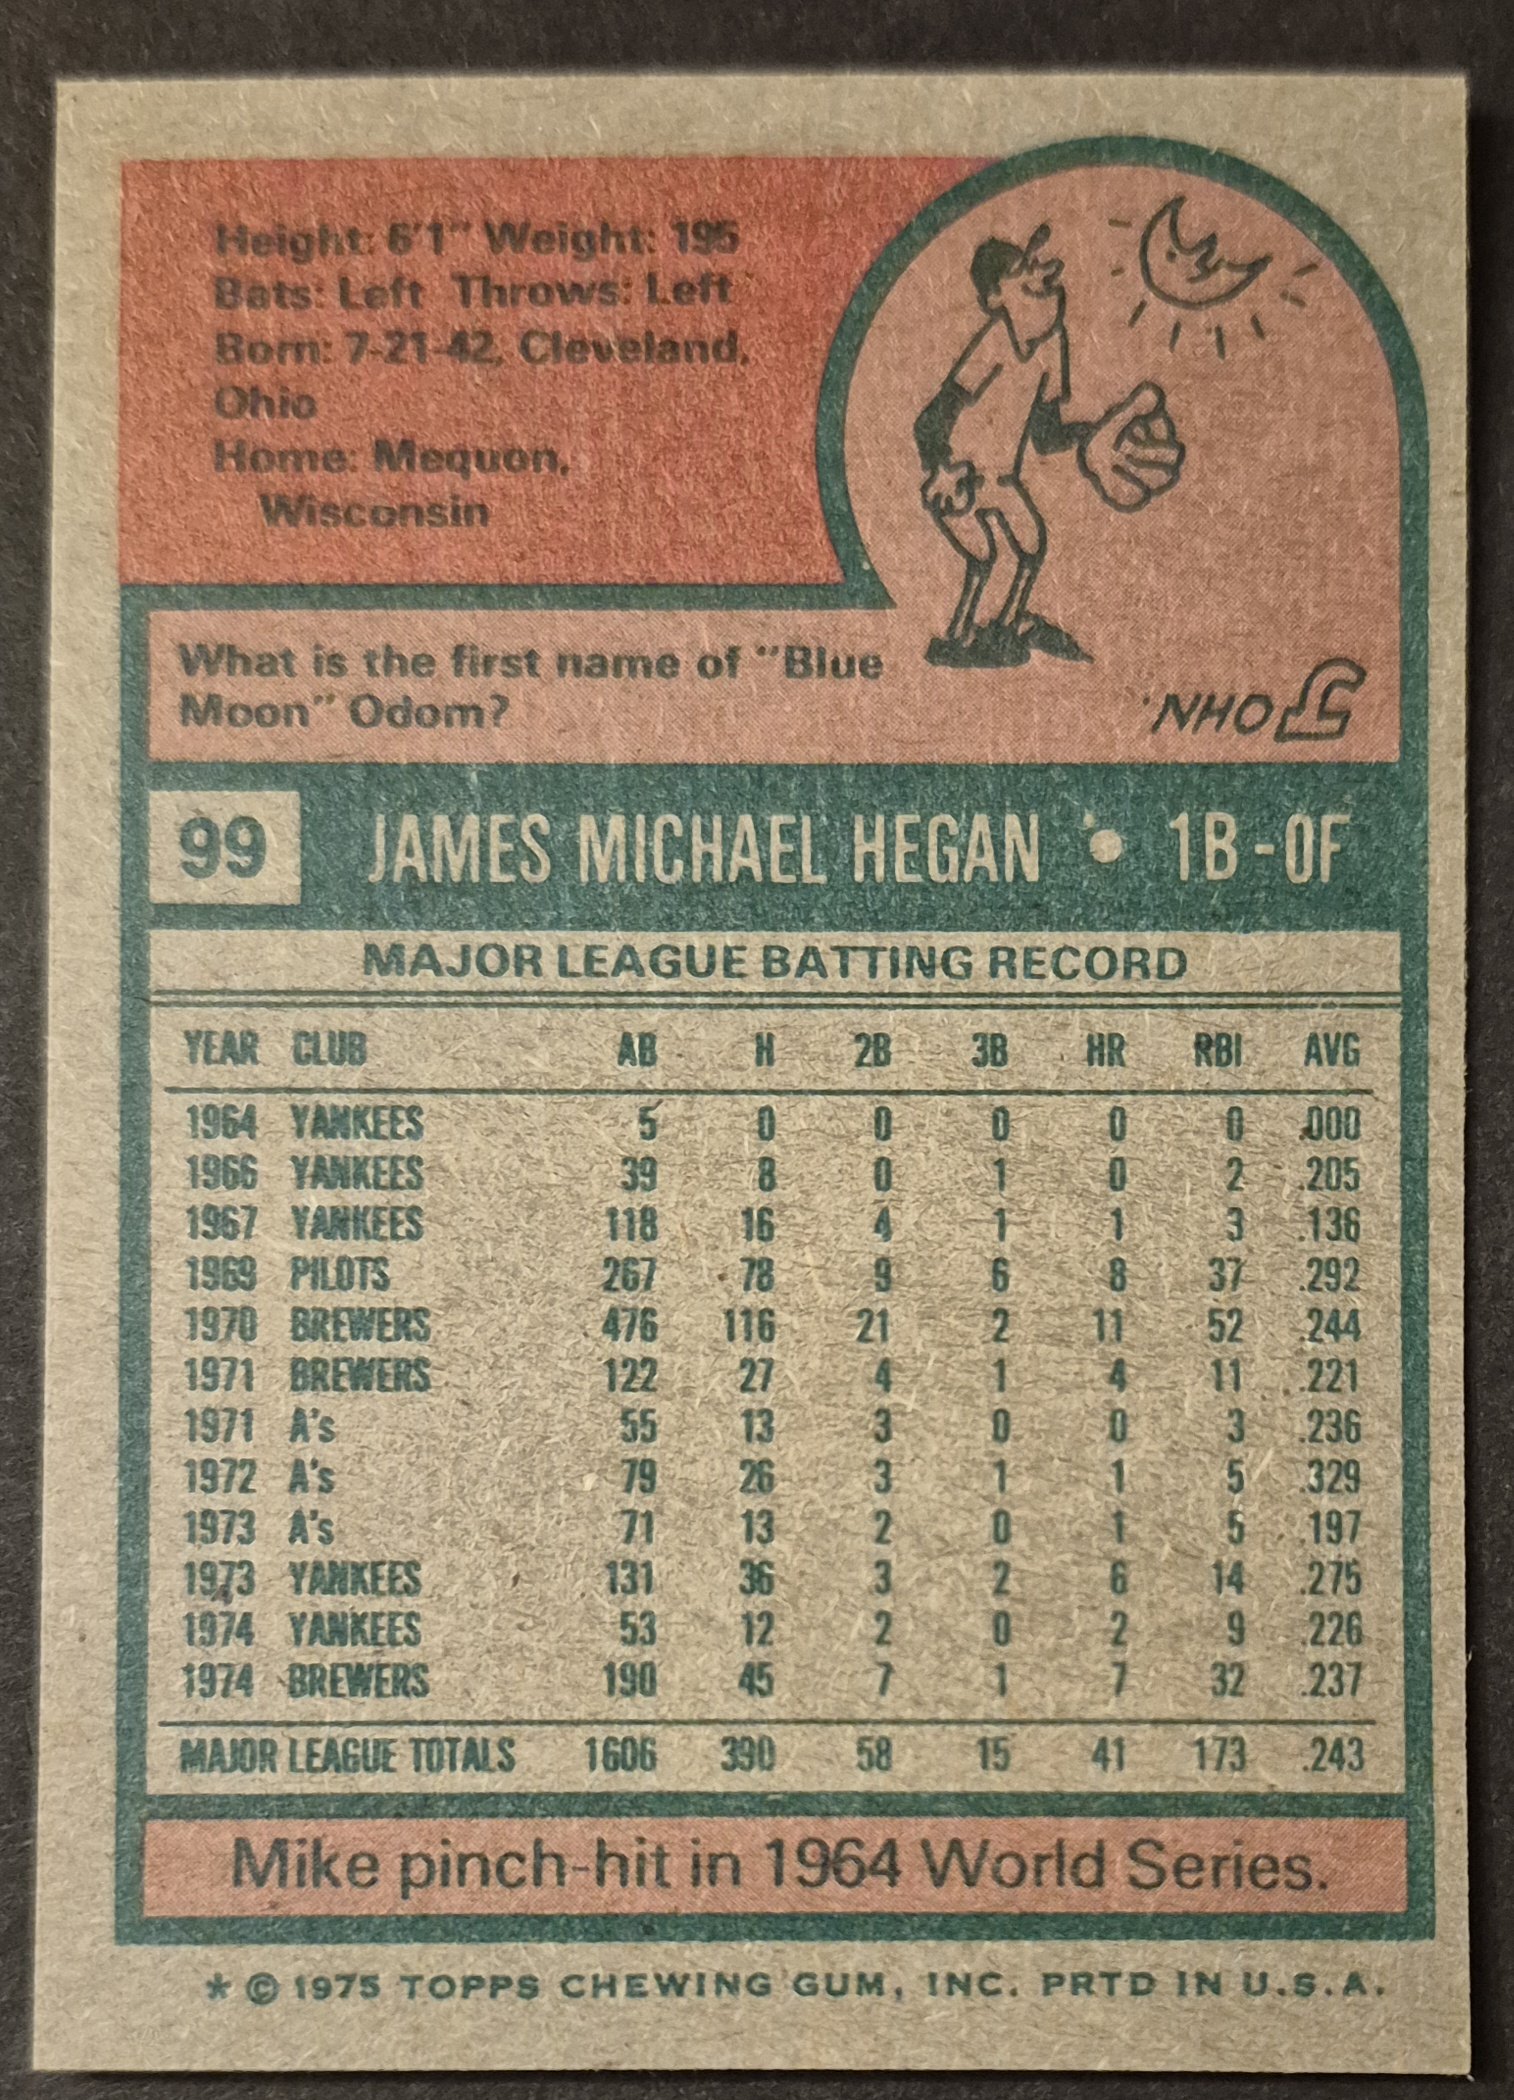 Height: 6'1" Weight: 195
Bats: Left Throws: Left
Born: 7-21-42, Cleveland,
Ohio
Home: Mequon,
Wisconsin
What is the first name of "Blue
Moon" Odom?
JOHN.
99 JAMES MICHAEL HEGAN • 1B-OF
MAJOR LEAGUE BATTING RECORD
YEAR CLUB AB H 2B 3B HR RBI AVG
1964 YANKEES 5 0 0 0 0 0 .000
1966 YANKEES 39 8 0 1 0 2 .205
1967 YANKEES 118 16 4 1 1 3 .136
1969 PILOTS 267 78 9 6 8 37 .292
1970 BREWERS 476 116 21 2 11 52 .244
1971 BREWERS 122 27 4 1 4 11 .221
1971 A's 55 13 3 0 0 3 .236
1972 A's 79 26 3 1 1 5 .329
1973 A's 71 13 2 0 1 5 .197
1973 YANKEES 131 36 3 2 6 14 .275
1974 YANKEES 53 12 2 0 2 9 .226
1974 BREWERS 190 45 7 1 7 32 .237
MAJOR LEAGUE TOTALS 1606 390 58 15 41 173 .243
Mike pinch-hit in 1964 World Series.
* © 1975 TOPPS CHEWING GUM, INC. PRTD IN U.S.A.